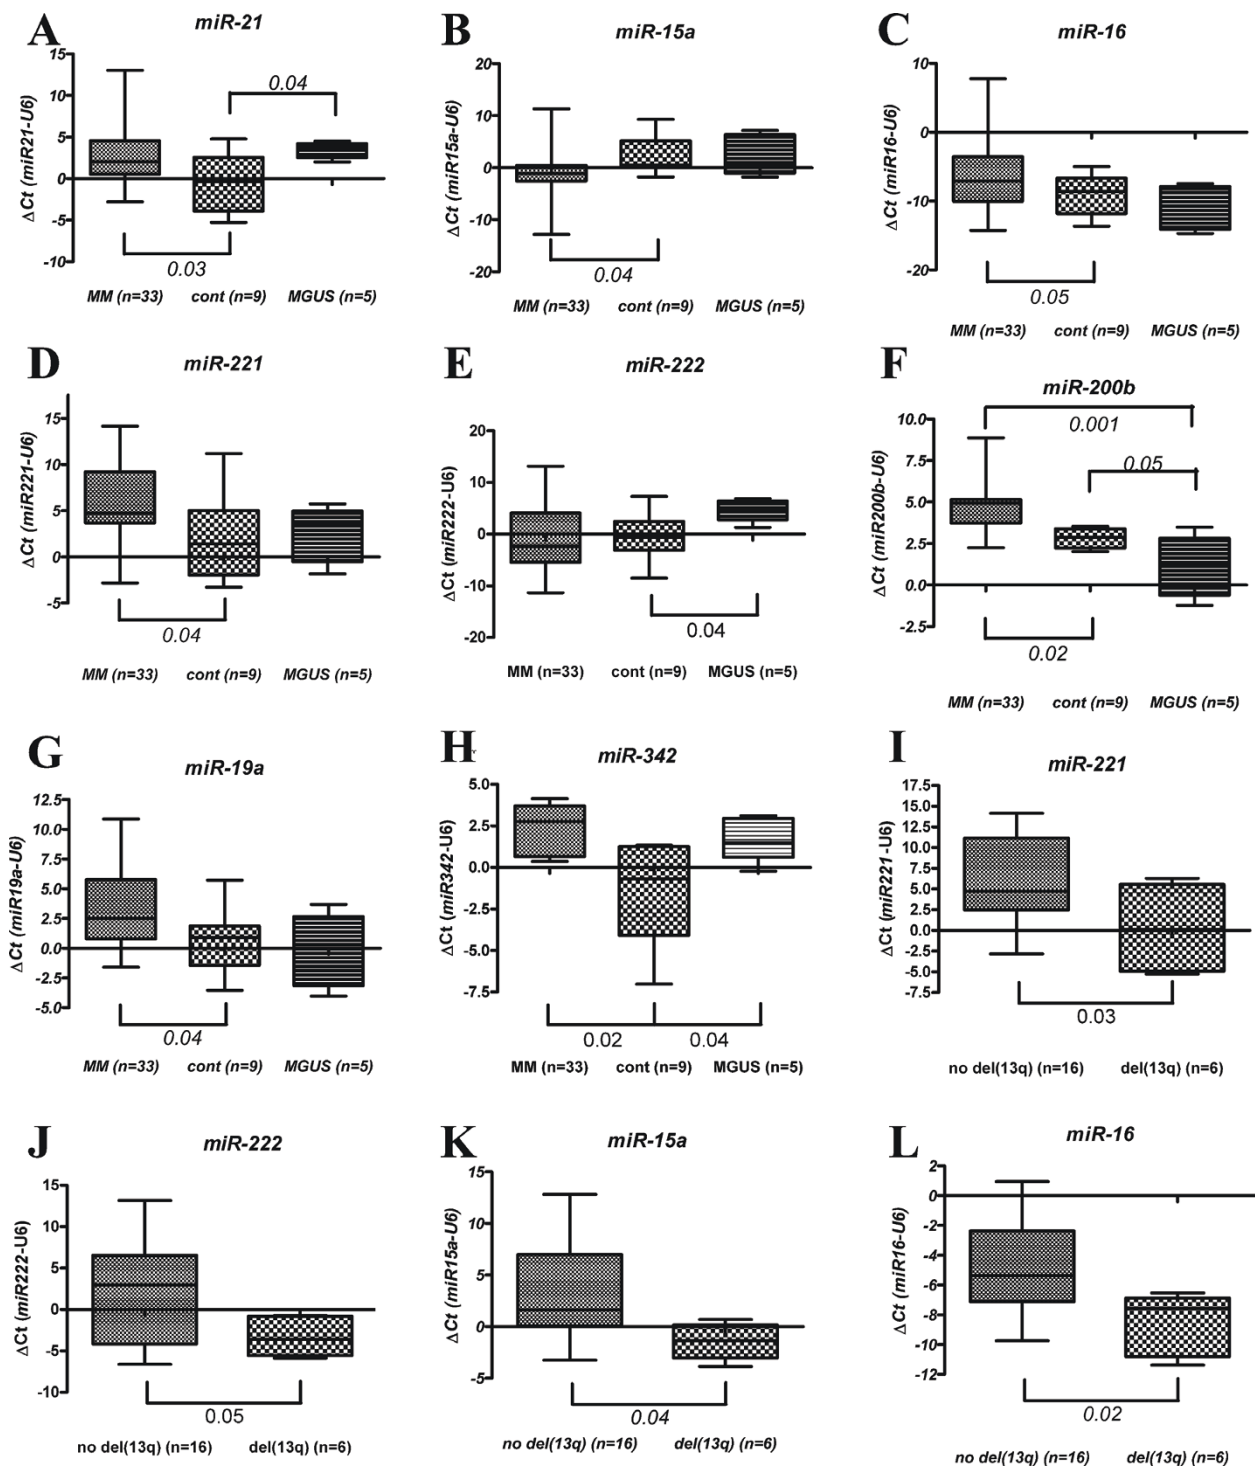 A
miR-21
ΔCt (miR21-U6)
15
10
5
0
-5
-10
0.04
0.03
MM (n=33) cont (n=9) MGUS (n=5)
B
miR-15a
ΔCt (miR15a-U6)
20
10
0
-10
-20
0.04
MM (n=33) cont (n=9) MGUS (n=5)
C
miR-16
ΔCt (miR16-U6)
10
0
-10
-20
0.05
MM (n=33) cont (n=9) MGUS (n=5)
D
miR-221
ΔCt (miR221-U6)
15
10
5
0
-5
0.04
MM (n=33) cont (n=9) MGUS (n=5)
E
miR-222
ΔCt (miR222-U6)
20
10
0
-10
-20
0.04
MM (n=33) cont (n=9) MGUS (n=5)
F
miR-200b
ΔCt (miR200b-U6)
10.0
7.5
5.0
2.5
0.0
-2.5
0.001
0.05
0.02
MM (n=33) cont (n=9) MGUS (n=5)
G
miR-19a
ΔCt (miR19a-U6)
12.5
10.0
7.5
5.0
2.5
0.0
-2.5
-5.0
0.04
MM (n=33) cont (n=9) MGUS (n=5)
H
miR-342
ΔCt (miR342-U6)
5.0
2.5
0.0
-2.5
-5.0
-7.5
0.02 0.04
MM (n=33) cont (n=9) MGUS (n=5)
I
miR-221
ΔCt (miR221-U6)
17.5
15.0
12.5
10.0
7.5
5.0
2.5
0.0
-2.5
-5.0
-7.5
0.03
no del(13q) (n=16) del(13q) (n=6)
J
miR-222
ΔCt (miR222-U6)
15
10
5
0
-5
-10
0.05
no del(13q) (n=16) del(13q) (n=6)
K
miR-15a
ΔCt (miR15a-U6)
15
10
5
0
-5
0.04
no del(13q) (n=16) del(13q) (n=6)
L
miR-16
ΔCt (miR16-U6)
2
0
-2
-4
-6
-8
-10
-12
0.02
no del(13q) (n=16) del(13q) (n=6)